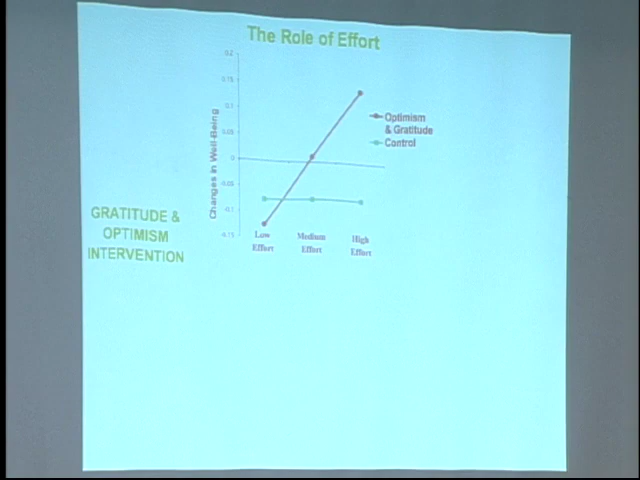 The Role of Effort
0.2
0.15
0.1
0.05
0
-0.05
-0.1
-0.15
Changes in Well-Being
Optimism
& Gratitude
Control
Low
Effort
Medium
Effort
High
Effort
GRATITUDE &
OPTIMISM
INTERVENTION